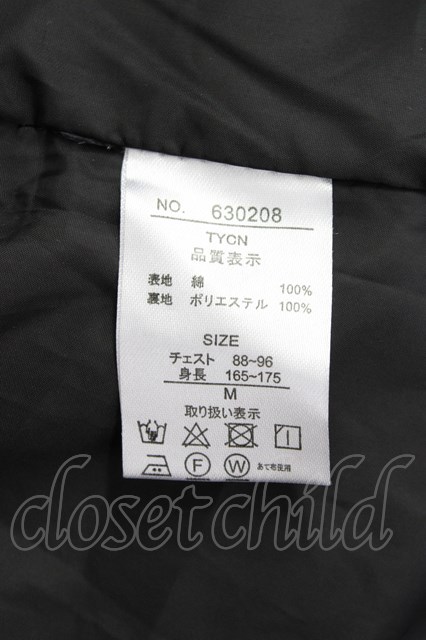 NO. 630208
TYCN
品質表示
表地 綿 100%
裏地 ポリエステル 100%
SIZE
チェスト 88~96
身長 165~175
M
取り扱い表示
F W あて布使用
closetchild